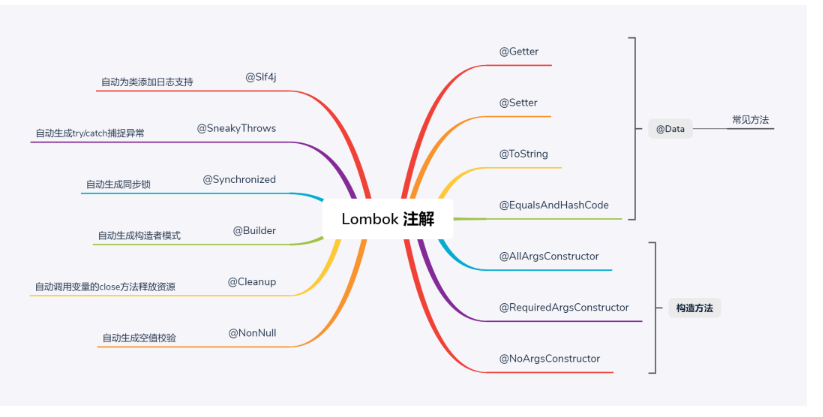 Lombok 注解
@Slf4j
自动为类添加日志支持
@SneakyThrows
自动生成try/catch捕捉异常
@Synchronized
自动生成同步锁
@Builder
自动生成构造者模式
@Cleanup
自动调用变量的close方法释放资源
@NonNull
自动生成空值校验
@Getter
@Setter
@ToString
@EqualsAndHashCode
@Data
常见方法
@AllArgsConstructor
@RequiredArgsConstructor
@NoArgsConstructor
构造方法